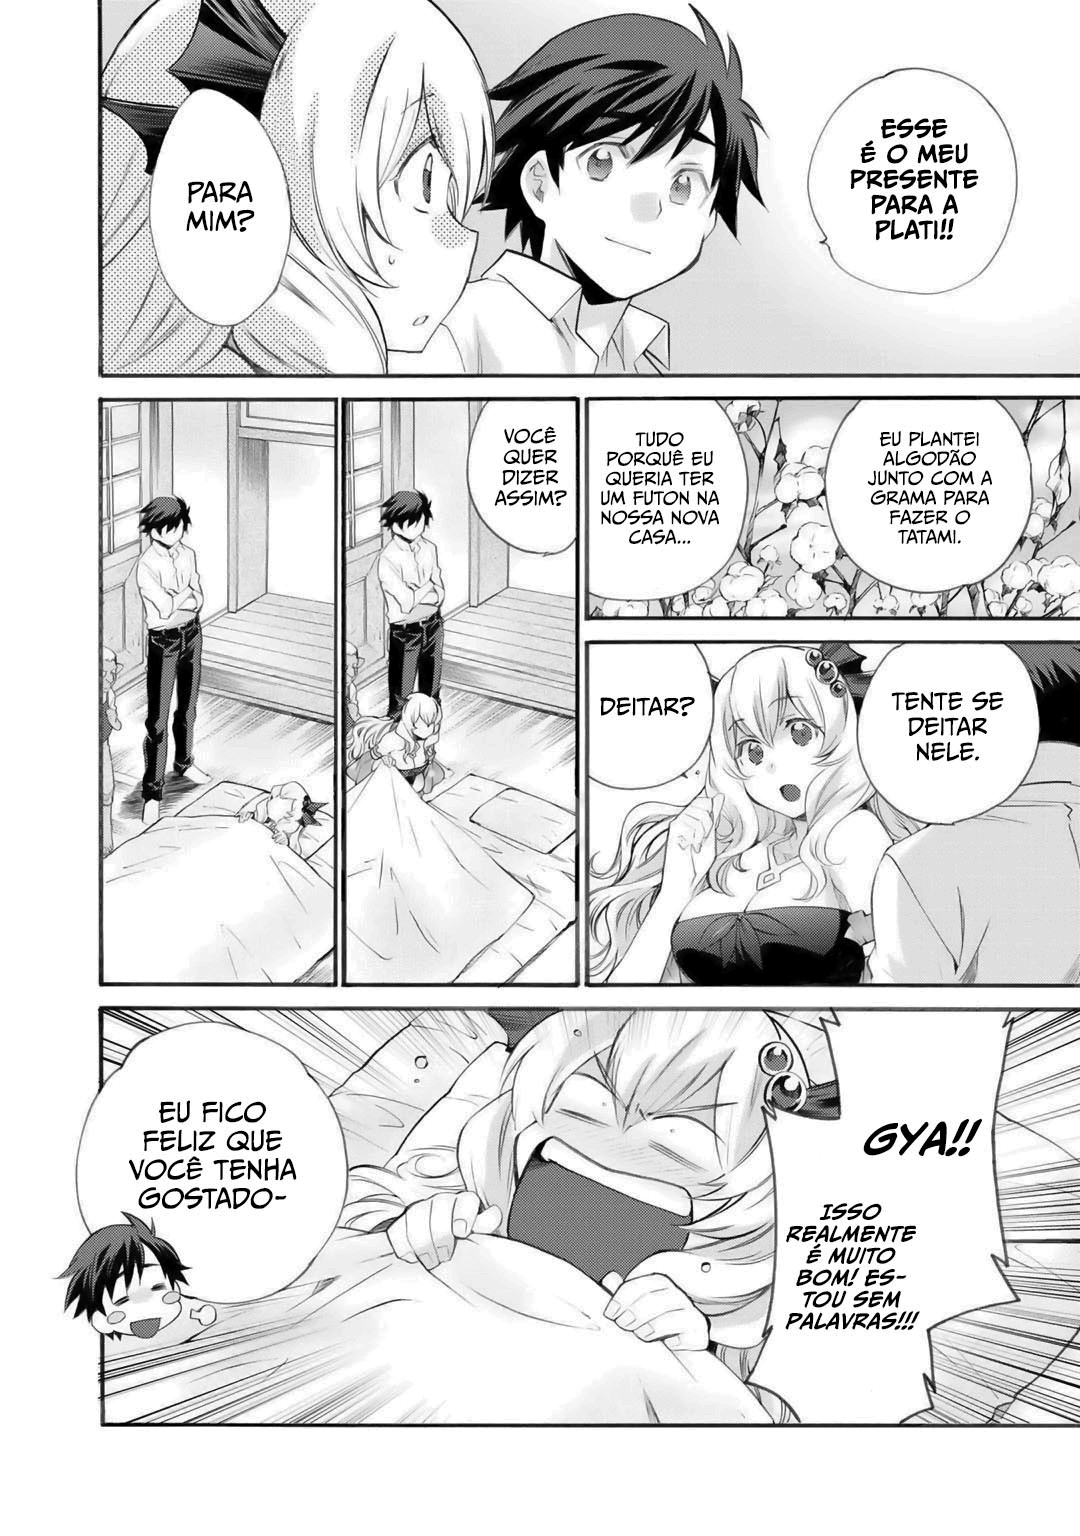 ESSE
É O MEU
PRESENTE
PARA A
PLATI!!
PARA
MIM?
EU PLANTEI
ALGODÃO
JUNTO COM A
GRAMA PARA
FAZER O
TATAMI.
TUDO
PORQUÊ EU
QUERIA TER
UM FUTON NA
NOSSA NOVA
CASA...
TENTE SE
DEITAR
NELE.
DEITAR?
VOCÊ
QUER
DIZER
ASSIM?
GYA!!
ISSO
REALMENTE
É MUITO
BOM! ES-
TOU SEM
PALAVRAS!!!
EU FICO
FELIZ QUE
VOCÊ TENHA
GOSTADO-